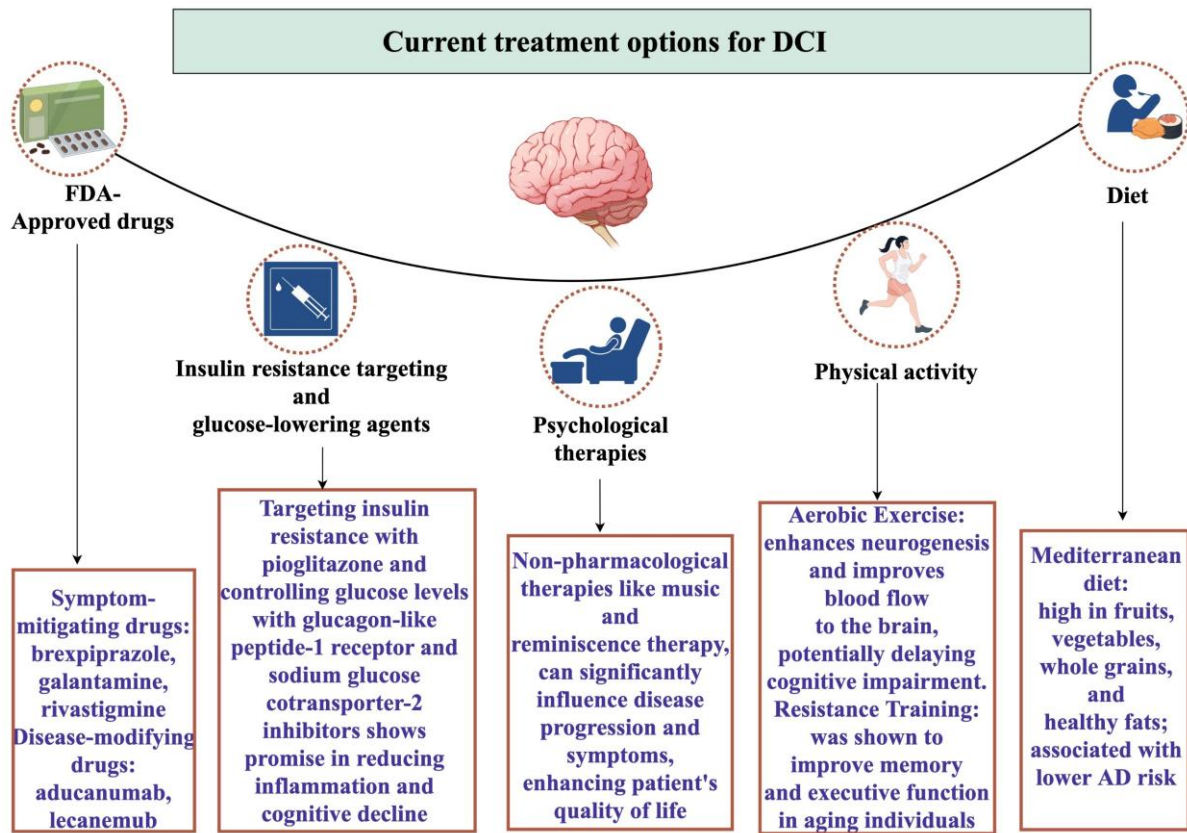 Current treatment options for DCI
FDA-
Approved drugs
Symptom-
mitigating drugs:
brexpiprazole,
galantamine,
rivastigmine
Disease-modifying
drugs:
aducanumab,
lecanemub
Insulin resistance targeting
and
glucose-lowering agents
Targeting insulin
resistance with
pioglitazone and
controlling glucose levels
with glucagon-like
peptide-1 receptor and
sodium glucose
cotransporter-2
inhibitors shows
promise in reducing
inflammation and
cognitive decline
Psychological
therapies
Non-pharmacological
therapies like music
and
reminiscence therapy,
can significantly
influence disease
progression and
symptoms,
enhancing patient's
quality of life
Physical activity
Aerobic Exercise:
enhances neurogenesis
and improves
blood flow
to the brain,
potentially delaying
cognitive impairment.
Resistance Training:
was shown to
improve memory
and executive function
in aging individuals
Diet
Mediterranean
diet:
high in fruits,
vegetables,
whole grains,
and
healthy fats;
associated with
lower AD risk